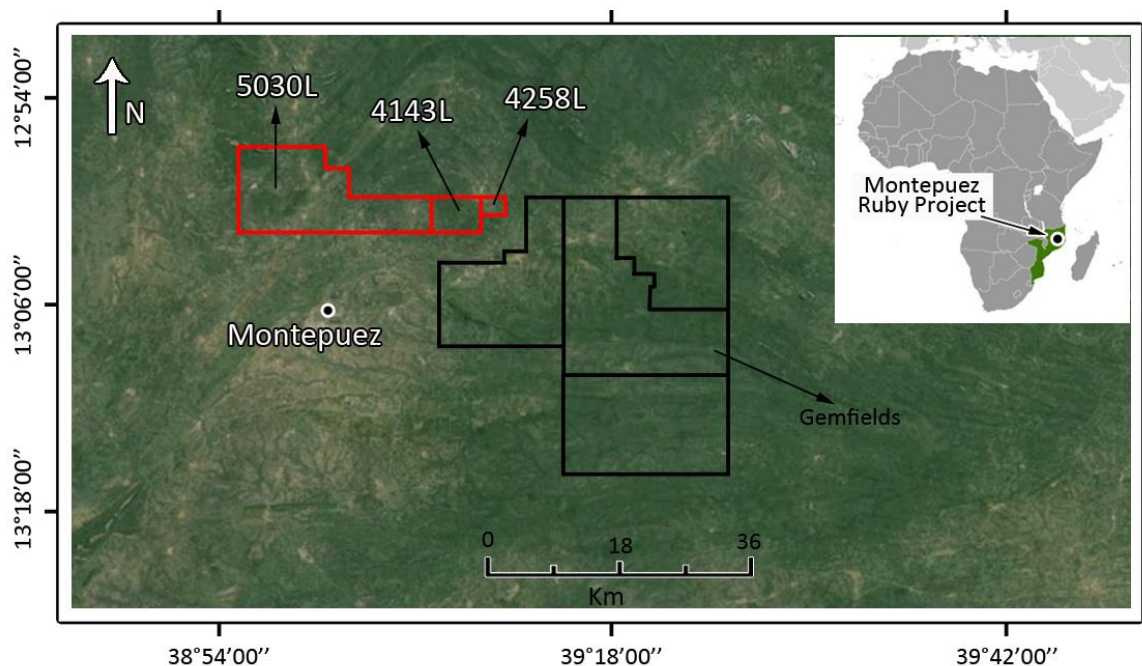 N
5030L
4143L
4258L
Montepuez
Ruby Project
Montepuez
Gemfields
0 18 36
Km
12°54'00’’
13°06'00’’
13°18'00’’
38°54'00’’
39°18'00’’
39°42'00’’